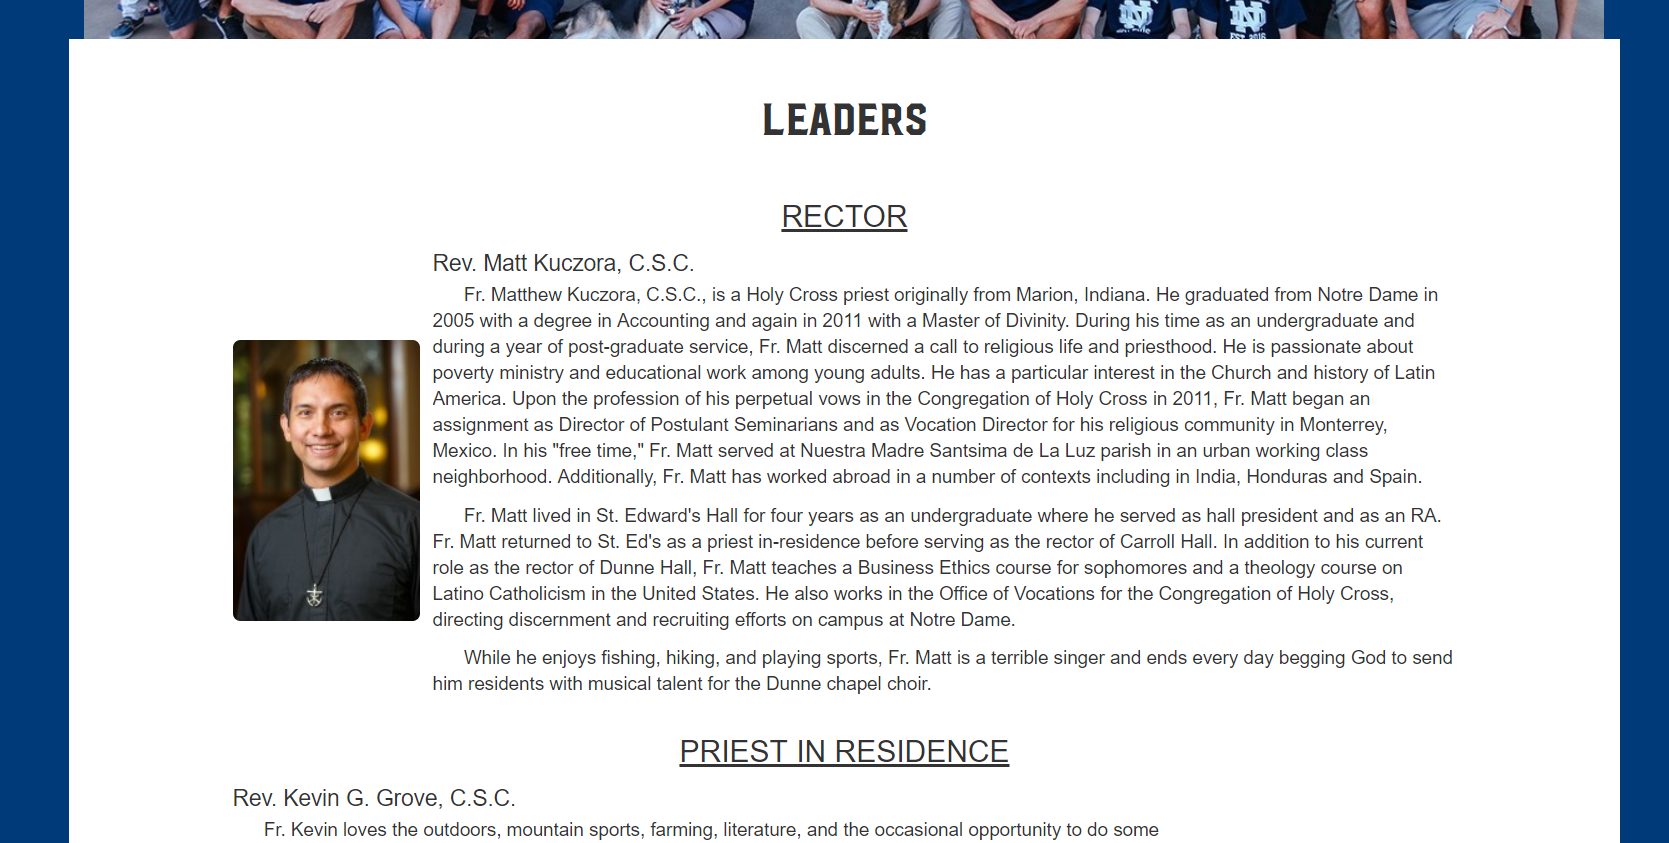 EST. 2016
LEADERS
RECTOR
Rev. Matt Kuczora, C.S.C.
Fr. Matthew Kuczora, C.S.C., is a Holy Cross priest originally from Marion, Indiana. He graduated from Notre Dame in
2005 with a degree in Accounting and again in 2011 with a Master of Divinity. During his time as an undergraduate and
during a year of post-graduate service, Fr. Matt discerned a call to religious life and priesthood. He is passionate about
poverty ministry and educational work among young adults. He has a particular interest in the Church and history of Latin
America. Upon the profession of his perpetual vows in the Congregation of Holy Cross in 2011, Fr. Matt began an
assignment as Director of Postulant Seminarians and as Vocation Director for his religious community in Monterrey,
Mexico. In his "free time," Fr. Matt served at Nuestra Madre Santsima de La Luz parish in an urban working class
neighborhood. Additionally, Fr. Matt has worked abroad in a number of contexts including in India, Honduras and Spain.
Fr. Matt lived in St. Edward's Hall for four years as an undergraduate where he served as hall president and as an RA.
Fr. Matt returned to St. Ed's as a priest in-residence before serving as the rector of Carroll Hall. In addition to his current
role as the rector of Dunne Hall, Fr. Matt teaches a Business Ethics course for sophomores and a theology course on
Latino Catholicism in the United States. He also works in the Office of Vocations for the Congregation of Holy Cross,
directing discernment and recruiting efforts on campus at Notre Dame.
While he enjoys fishing, hiking, and playing sports, Fr. Matt is a terrible singer and ends every day begging God to send
him residents with musical talent for the Dunne chapel choir.
PRIEST IN RESIDENCE
Rev. Kevin G. Grove, C.S.C.
Fr. Kevin loves the outdoors, mountain sports, farming, literature, and the occasional opportunity to do some